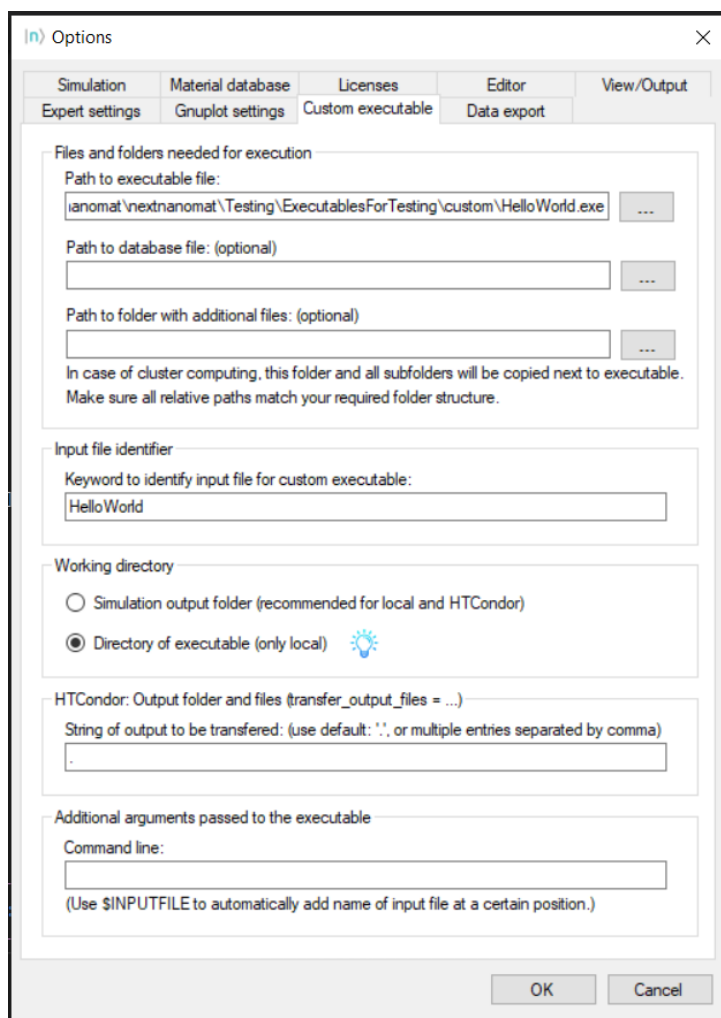 |n⟩ Options
Simulation Material database Licenses Editor View/Output
Expert settings Gnuplot settings Custom executable Data export
Files and folders needed for execution
Path to executable file:
anomat\nextnanomat\Testing\ExecutablesForTesting\custom\HelloWorld.exe ...
Path to database file: (optional)
...
Path to folder with additional files: (optional)
...
In case of cluster computing, this folder and all subfolders will be copied next to executable.
Make sure all relative paths match your required folder structure.
Input file identifier
Keyword to identify input file for custom executable:
HelloWorld
Working directory
Simulation output folder (recommended for local and HTCondor)
Directory of executable (only local)
HTCondor: Output folder and files (transfer_output_files = ...)
String of output to be transfered: (use default: '.', or multiple entries separated by comma)
.
Additional arguments passed to the executable
Command line:
(Use $INPUTFILE to automatically add name of input file at a certain position.)
OK Cancel